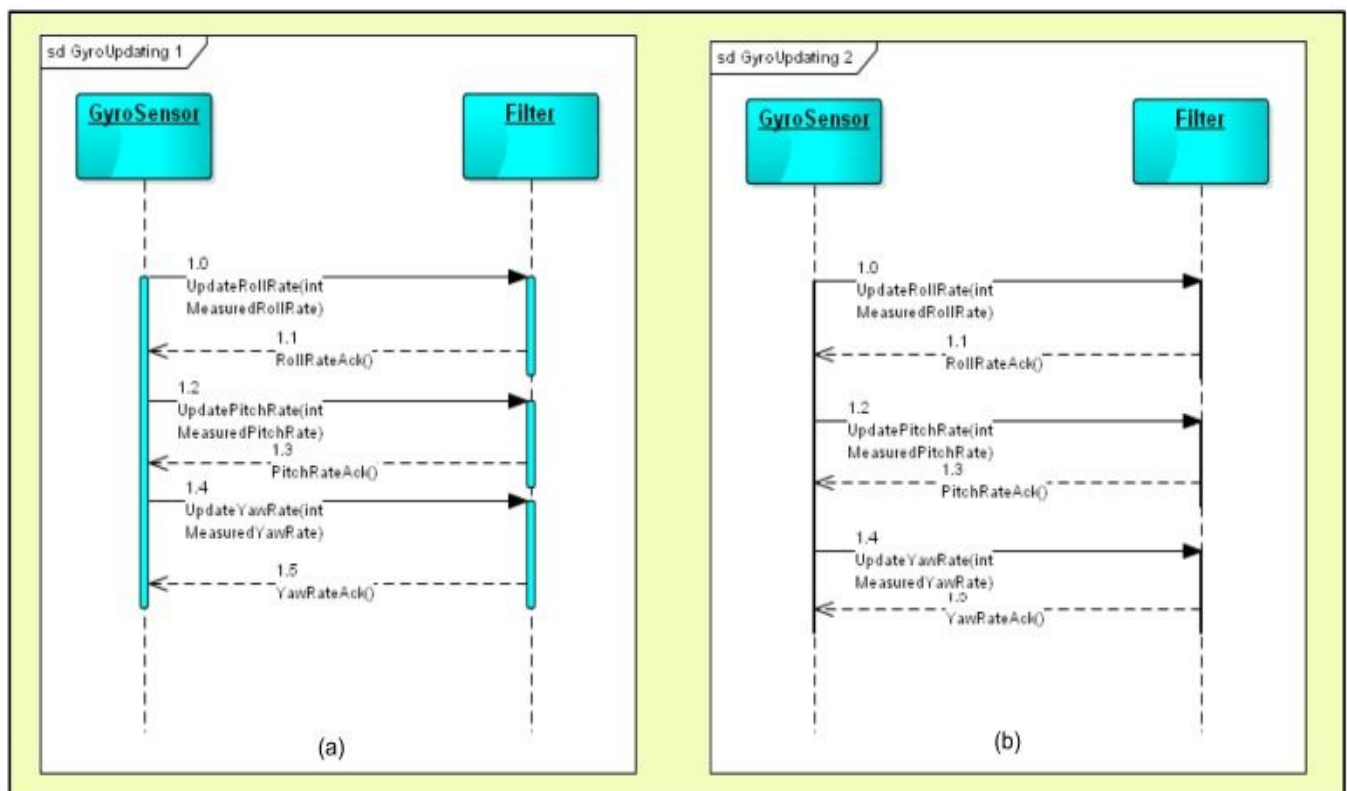 sd GyroUpdating 1
GyroSensor
Filter
1.0
UpdateRollRate(int
MeasuredRollRate)
1.1
RollRateAck()
1.2
UpdatePitchRate(int
MeasuredPitchRate)
1.3
PitchRateAck()
1.4
UpdateYawRate(int
MeasuredYawRate)
1.5
YawRateAck()
(a)
sd GyroUpdating 2
GyroSensor
Filter
1.0
UpdateRollRate(int
MeasuredRollRate)
1.1
RollRateAck()
1.2
UpdatePitchRate(int
MeasuredPitchRate)
1.3
PitchRateAck()
1.4
UpdateYawRate(int
MeasuredYawRate)
1.5
YawRateAck()
(b)